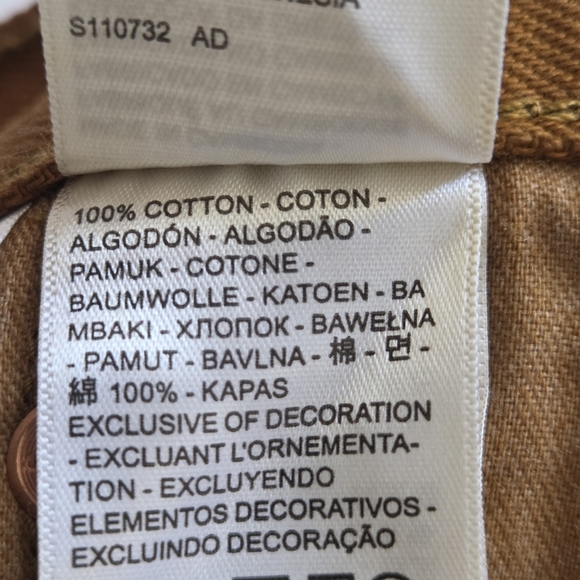 S110732 AD
100% COTTON - COTON -
ALGODÓN - ALGODÃO -
PAMUK - COTONE -
BAUMWOLLE - KATOEN - BA
MBAKI - ХЛОПОК - BAWEŁNA
- PAMUT - BAVLNA - 棉 - 면 -
綿 100% - KAPAS
EXCLUSIVE OF DECORATION
- EXCLUANT L'ORNEMENTA-
TION - EXCLUYENDO
ELEMENTOS DECORATIVOS -
EXCLUINDO DECORAÇÃO